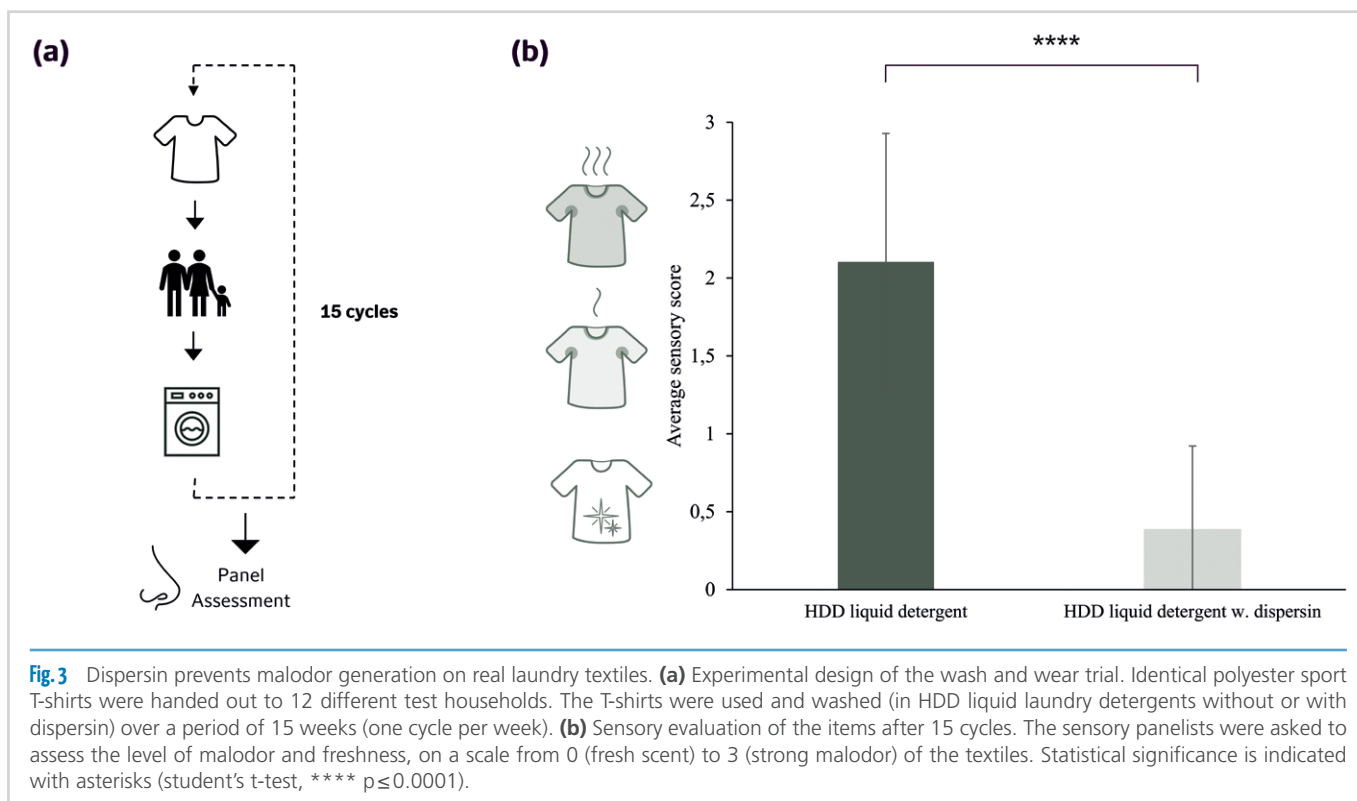 (a)
15 cycles
Panel
Assessment
(b)
****
Average sensory score
3
2,5
2
1,5
1
0,5
0
HDD liquid detergent
HDD liquid detergent w. dispersin
Fig. 3 Dispersin prevents malodor generation on real laundry textiles. (a) Experimental design of the wash and wear trial. Identical polyester sport
T-shirts were handed out to 12 different test households. The T-shirts were used and washed (in HDD liquid laundry detergents without or with
dispersin) over a period of 15 weeks (one cycle per week). (b) Sensory evaluation of the items after 15 cycles. The sensory panelists were asked to
assess the level of malodor and freshness, on a scale from 0 (fresh scent) to 3 (strong malodor) of the textiles. Statistical significance is indicated
with asterisks (student's t-test, **** p ≤ 0.0001).